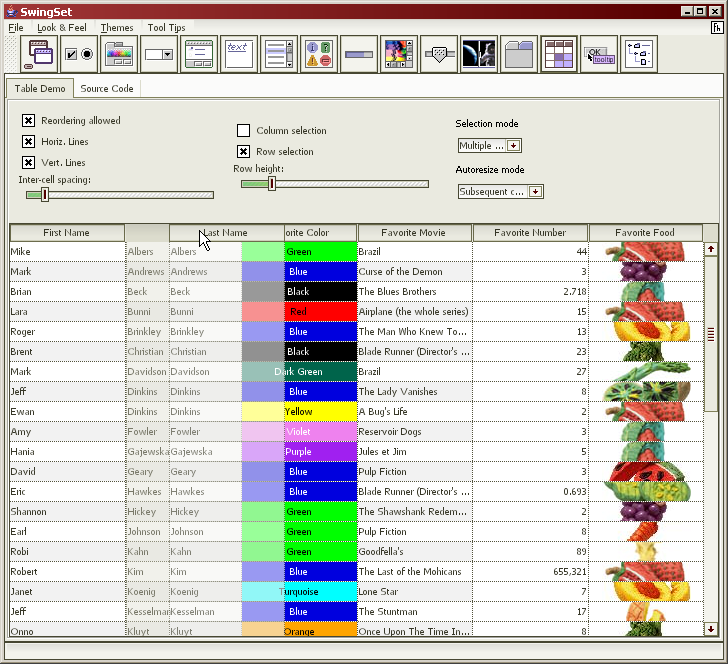 SwingSet
File Look & Feel Themes Tool Tips
text OK tooltip
Table Demo Source Code
Reordering allowed
Horiz. Lines
Vert. Lines
Inter-cell spacing:
Column selection
Row selection
Row height:
Selection mode
Multiple ...
Autoresize mode
Subsequent c...
First Name Last Name orite Color Favorite Movie Favorite Number Favorite Food
Mike Albers Albers Green Brazil 44
Mark Andrews Andrews Blue Curse of the Demon 3
Brian Beck Beck Black The Blues Brothers 2.718
Lara Bunni Bunni Red Airplane (the whole series) 15
Roger Brinkley Brinkley Blue The Man Who Knew To... 13
Brent Christian Christian Black Blade Runner (Director's ... 23
Mark Davidson Davidson Dark Green Brazil 27
Jeff Dinkins Dinkins Blue The Lady Vanishes 8
Ewan Dinkins Dinkins Yellow A Bug's Life 2
Amy Fowler Fowler Violet Reservoir Dogs 3
Hania Gajewska Gajewska Purple Jules et Jim 5
David Geary Geary Blue Pulp Fiction 3
Eric Hawkes Hawkes Blue Blade Runner (Director's ... 0.693
Shannon Hickey Hickey Green The Shawshank Redem... 2
Earl Johnson Johnson Green Pulp Fiction 8
Robi Kahn Kahn Green Goodfella's 89
Robert Kim Kim Blue The Last of the Mohicans 655,321
Janet Koenig Koenig Turquoise Lone Star 7
Jeff Kesselman Kesselman Blue The Stuntman 17
Onno Kluyt Kluyt Orange Once Upon The Time In... 8